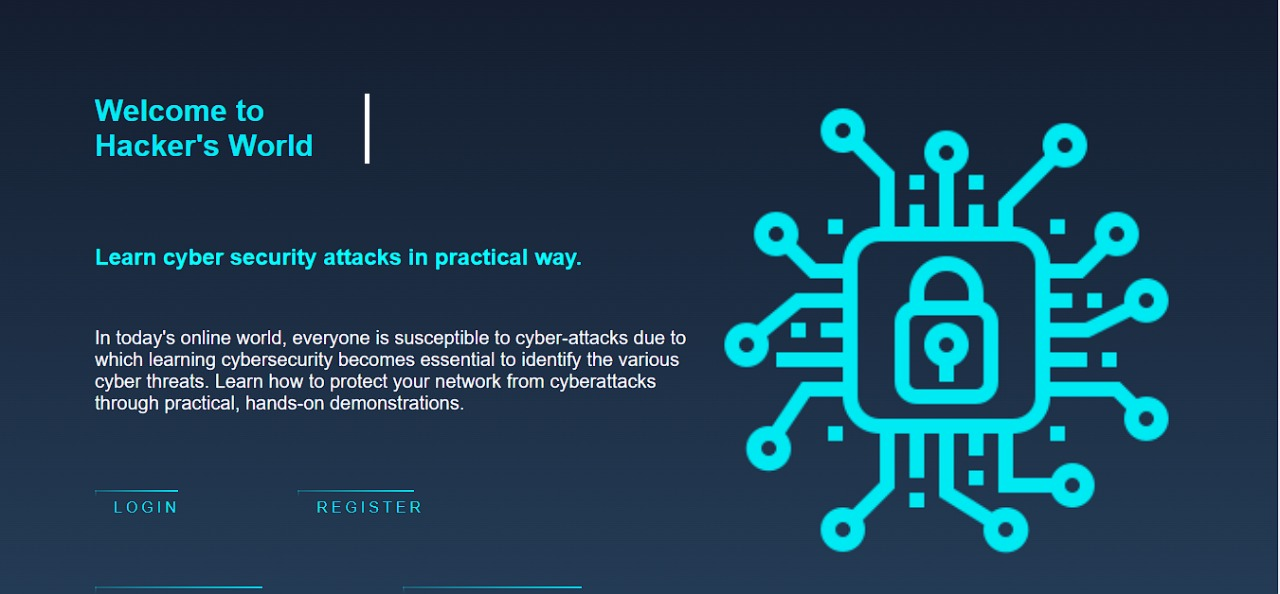 Welcome to
Hacker's World
Learn cyber security attacks in practical way.
In today's online world, everyone is susceptible to cyber-attacks due to
which learning cybersecurity becomes essential to identify the various
cyber threats. Learn how to protect your network from cyberattacks
through practical, hands-on demonstrations.
LOGIN
REGISTER